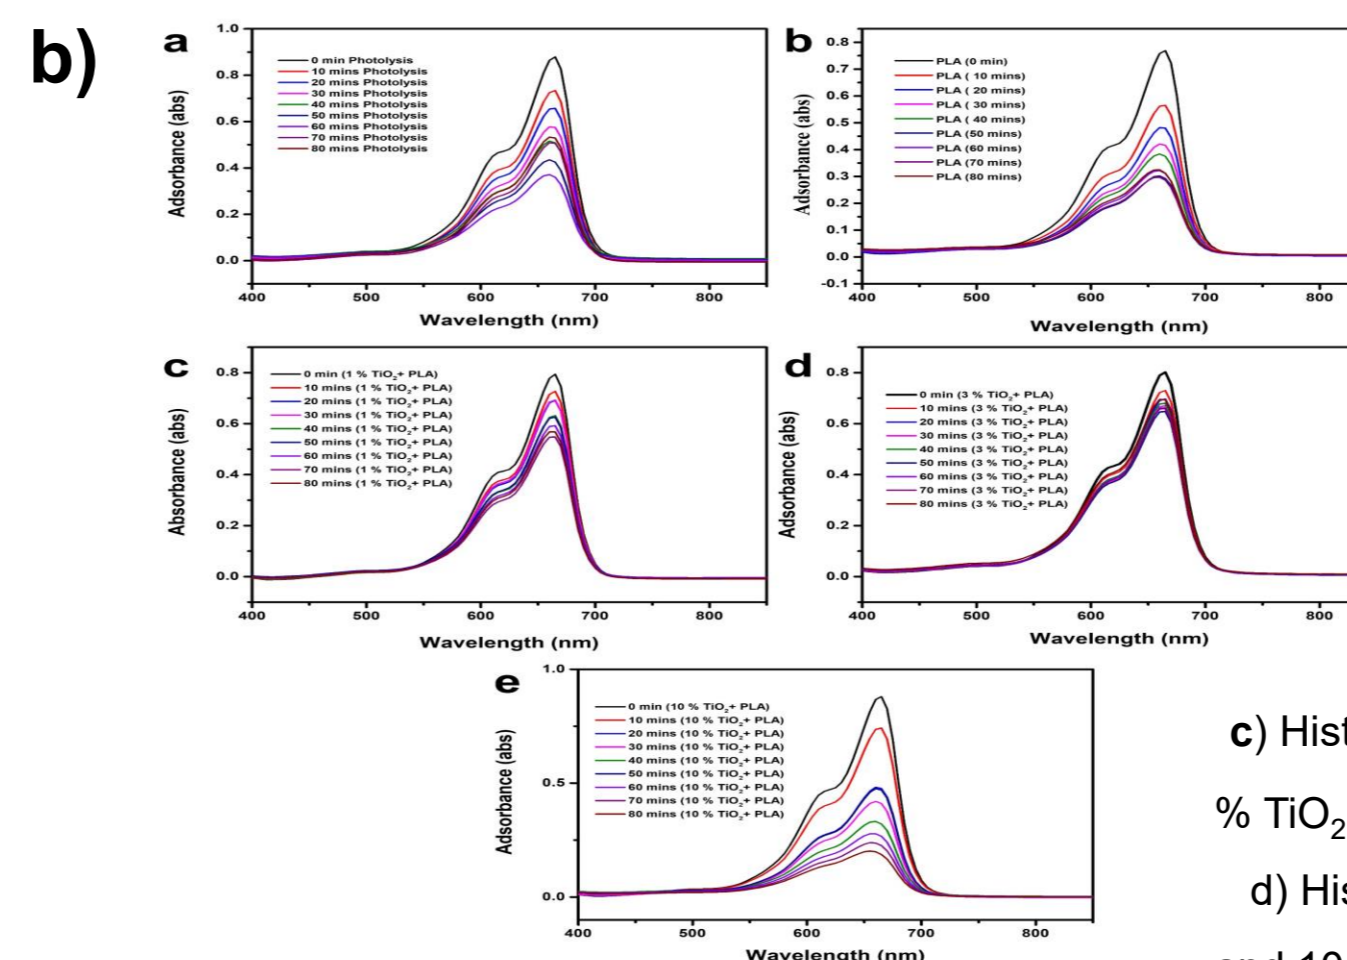 b)
a
1.0
0.8
0.6
0.4
0.2
0.0
Adsorbance (abs)
0 min Photolysis
10 mins Photolysis
20 mins Photolysis
30 mins Photolysis
40 mins Photolysis
50 mins Photolysis
60 mins Photolysis
70 mins Photolysis
80 mins Photolysis
400 500 600 700 800
Wavelength (nm)
b
0.8
0.7
0.6
0.5
0.4
0.3
0.2
0.1
0.0
-0.1
Adsorbance (abs)
PLA (0 min)
PLA ( 10 mins)
PLA ( 20 mins)
PLA ( 30 mins)
PLA ( 40 mins)
PLA (50 mins)
PLA (60 mins)
PLA (70 mins)
PLA (80 mins)
400 500 600 700 800
Wavelength (nm)
c
0.8
0.6
0.4
0.2
0.0
Absorbance (abs)
0 min (1 % TiO₂+ PLA)
10 mins (1 % TiO₂+ PLA)
20 mins (1 % TiO₂+ PLA)
30 mins (1 % TiO₂+ PLA)
40 mins (1 % TiO₂+ PLA)
50 mins (1 % TiO₂+ PLA)
60 mins (1 % TiO₂+ PLA)
70 mins (1 % TiO₂+ PLA)
80 mins (1 % TiO₂+ PLA)
400 500 600 700 800
Wavelength (nm)
d
0.8
0.6
0.4
0.2
0.0
Adsorbance (abs)
0 min (3 % TiO₂+ PLA)
10 mins (3 % TiO₂+ PLA)
20 mins (3 % TiO₂+ PLA)
30 mins (3 % TiO₂+ PLA)
40 mins (3 % TiO₂+ PLA)
50 mins (3 % TiO₂+ PLA)
60 mins (3 % TiO₂+ PLA)
70 mins (3 % TiO₂+ PLA)
80 mins (3 % TiO₂+ PLA)
400 500 600 700 800
Wavelength (nm)
e
1.0
0.5
0.0
Adsorbance (abs)
0 min (10 % TiO₂+ PLA)
10 mins (10 % TiO₂+ PLA)
20 mins (10 % TiO₂+ PLA)
30 mins (10 % TiO₂+ PLA)
40 mins (10 % TiO₂+ PLA)
50 mins (10 % TiO₂+ PLA)
60 mins (10 % TiO₂+ PLA)
70 mins (10 % TiO₂+ PLA)
80 mins (10 % TiO₂+ PLA)
400 500 600 700 800
Wavelength (nm)
c) Hist
% TiO₂
d) His
and 10